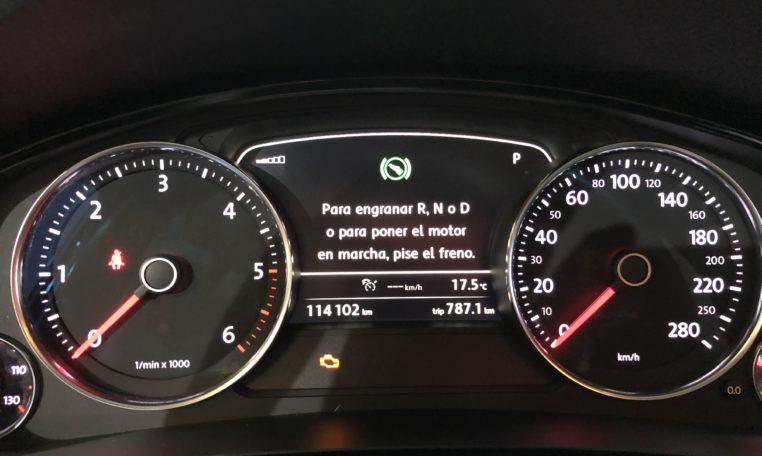 P
Para engranar R, N o D
o para poner el motor
en marcha, pise el freno.
--- km/h
17.5 °C
114 102 km
trip 787.1 km
0
1
2
3
4
5
6
1/min x 1000
0
10
20
30
40
50
60
80
100
120
140
160
180
200
220
250
280
km/h
110
130
0.0